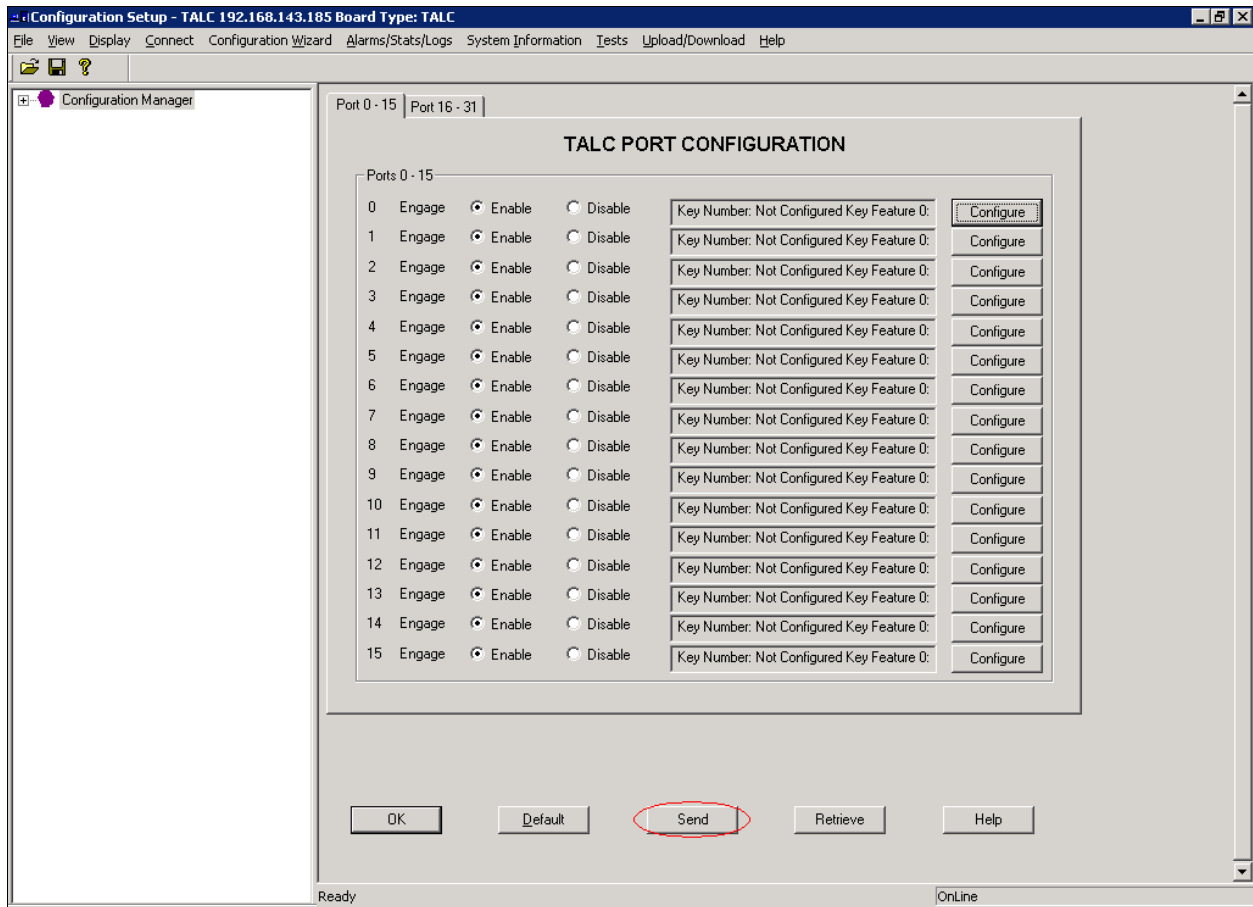 Configuration Setup - TALC 192.168.143.185 Board Type: TALC
File View Display Connect Configuration Wizard Alarms/Stats/Logs System Information Tests Upload/Download Help
Configuration Manager
Port 0 - 15 Port 16 - 31
TALC PORT CONFIGURATION
Ports 0 - 15
0 Engage Enable Disable Key Number: Not Configured Key Feature 0: Configure
1 Engage Enable Disable Key Number: Not Configured Key Feature 0: Configure
2 Engage Enable Disable Key Number: Not Configured Key Feature 0: Configure
3 Engage Enable Disable Key Number: Not Configured Key Feature 0: Configure
4 Engage Enable Disable Key Number: Not Configured Key Feature 0: Configure
5 Engage Enable Disable Key Number: Not Configured Key Feature 0: Configure
6 Engage Enable Disable Key Number: Not Configured Key Feature 0: Configure
7 Engage Enable Disable Key Number: Not Configured Key Feature 0: Configure
8 Engage Enable Disable Key Number: Not Configured Key Feature 0: Configure
9 Engage Enable Disable Key Number: Not Configured Key Feature 0: Configure
10 Engage Enable Disable Key Number: Not Configured Key Feature 0: Configure
11 Engage Enable Disable Key Number: Not Configured Key Feature 0: Configure
12 Engage Enable Disable Key Number: Not Configured Key Feature 0: Configure
13 Engage Enable Disable Key Number: Not Configured Key Feature 0: Configure
14 Engage Enable Disable Key Number: Not Configured Key Feature 0: Configure
15 Engage Enable Disable Key Number: Not Configured Key Feature 0: Configure
OK Default Send Retrieve Help
Ready OnLine